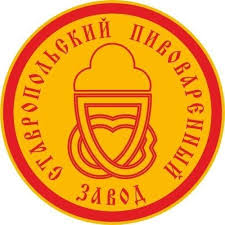 СТАВРОПОЛЬСКИЙ ПИВОВАРЕННЫЙ
ЗАВОД